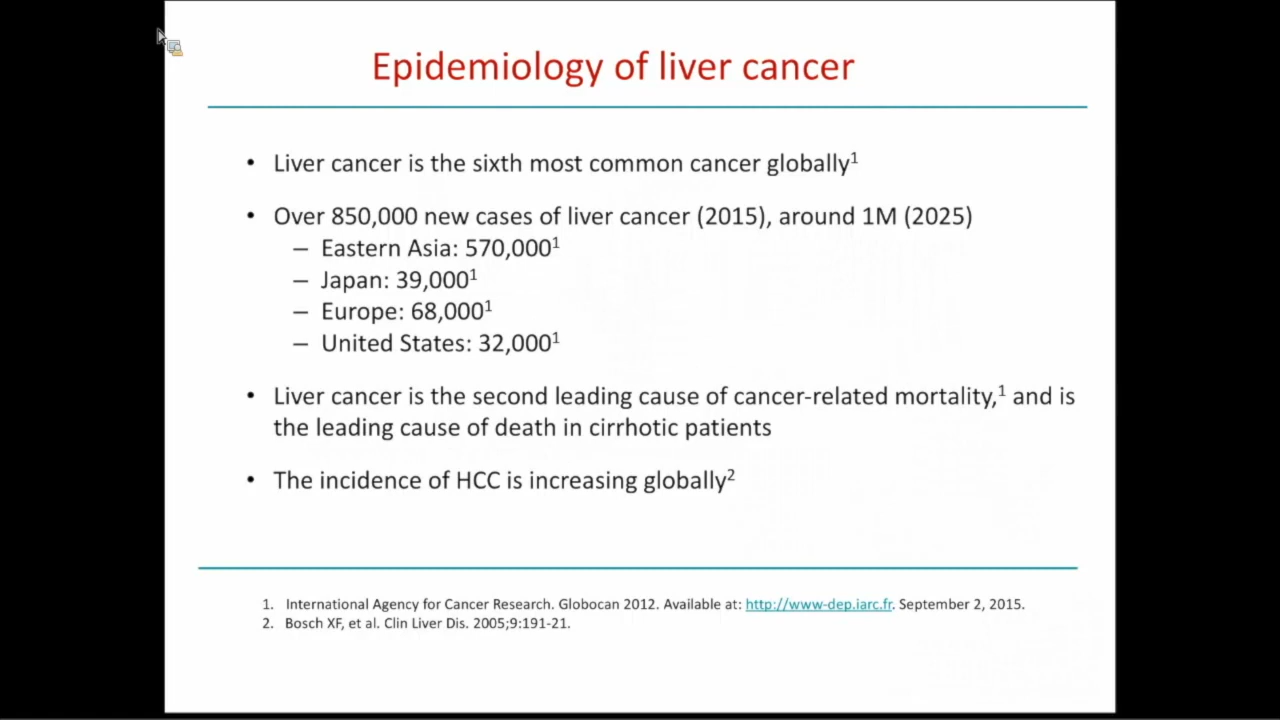 Epidemiology of liver cancer
• Liver cancer is the sixth most common cancer globally¹
• Over 850,000 new cases of liver cancer (2015), around 1M (2025)
– Eastern Asia: 570,000¹
– Japan: 39,000¹
– Europe: 68,000¹
– United States: 32,000¹
• Liver cancer is the second leading cause of cancer-related mortality,¹ and is
the leading cause of death in cirrhotic patients
• The incidence of HCC is increasing globally²
1. International Agency for Cancer Research. Globocan 2012. Available at: http://www-dep.iarc.fr. September 2, 2015.
2. Bosch XF, et al. Clin Liver Dis. 2005;9:191-21.